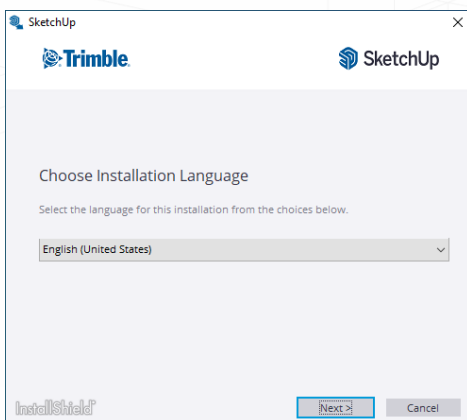 SketchUp
Trimble.
SketchUp
Choose Installation Language
Select the language for this installation from the choices below.
English (United States)
InstallShield
Next >
Cancel